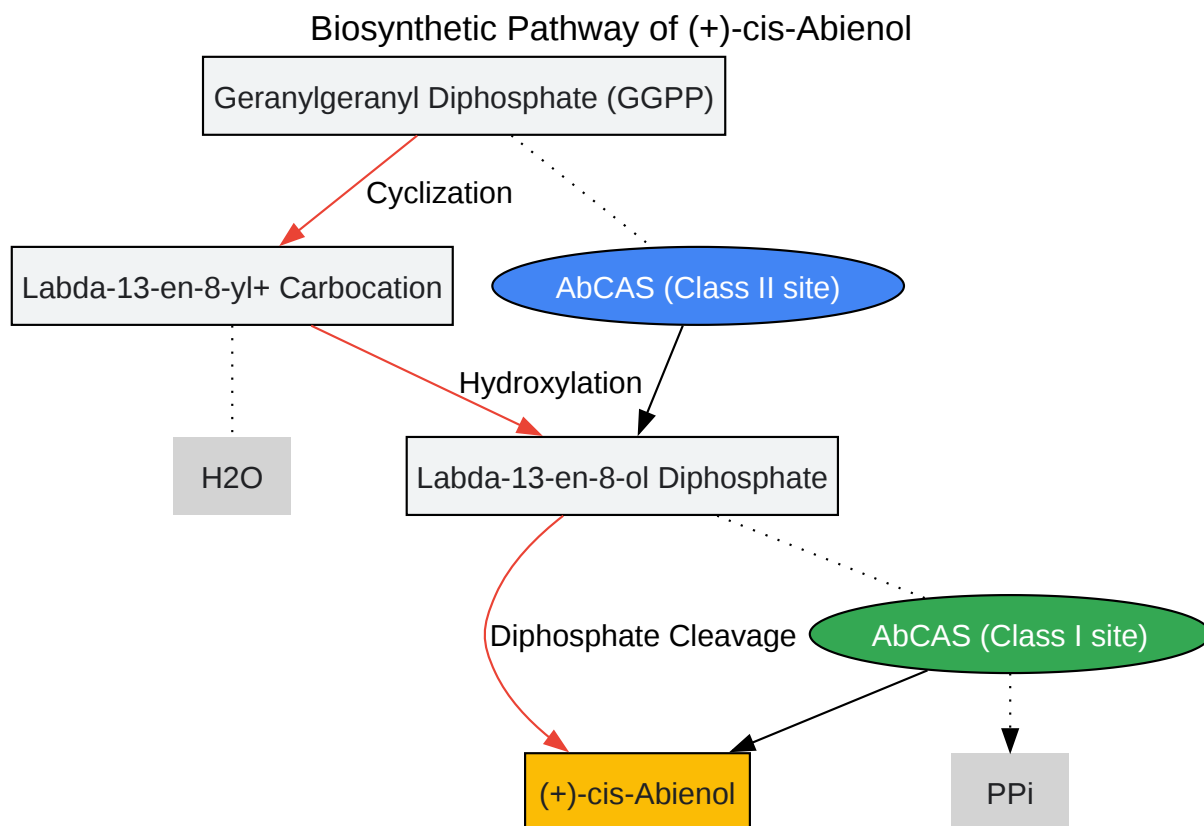 Biosynthetic Pathway of (+)-cis-Abienol
Geranylgeranyl Diphosphate (GGPP)
Cyclization
Labda-13-en-8-yl+ Carbocation
AbCAS (Class II site)
Hydroxylation
H2O
Labda-13-en-8-ol Diphosphate
Diphosphate Cleavage
AbCAS (Class I site)
(+)-cis-Abienol
PPi